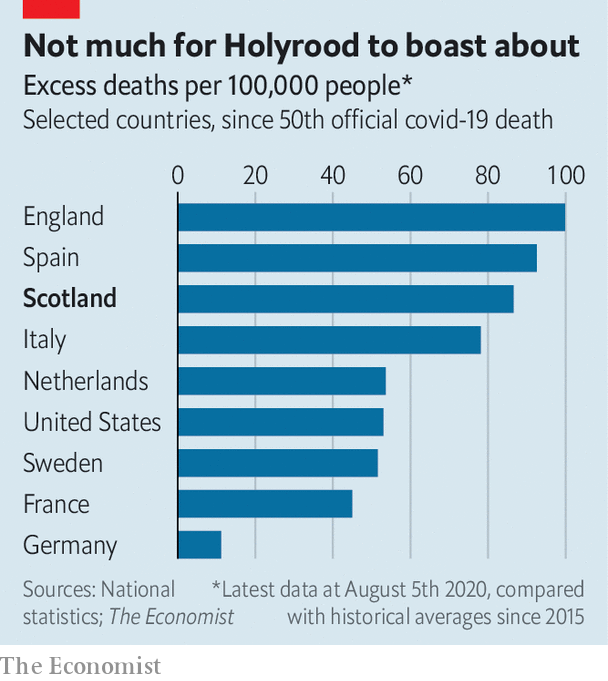 Not much for Holyrood to boast about
Excess deaths per 100,000 people*
Selected countries, since 50th official covid-19 death
0 20 40 60 80 100
England
Spain
Scotland
Italy
Netherlands
United States
Sweden
France
Germany
Sources: National statistics; The Economist
*Latest data at August 5th 2020, compared with historical averages since 2015
The Economist